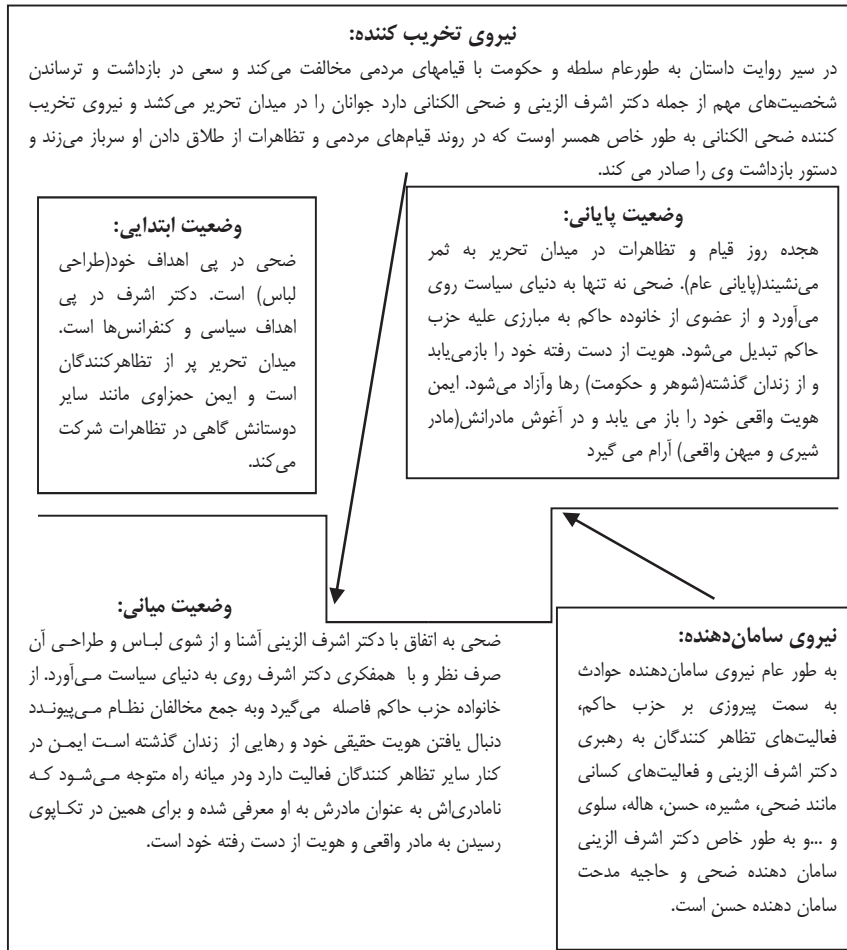 نیروی تخریب کننده:
در سیر روایت داستان به طورعام سلطه و حکومت با قیامهای مردمی مخالفت می‌کند و سعی در بازداشت و ترساندن
شخصیت‌های مهم از جمله دکتر اشرف الزینی و ضحی الکنانی دارد جوانان را در میدان تحریر می‌کشد و نیروی تخریب
کننده ضحی الکنانی به طور خاص همسر اوست که در روند قیام‌های مردمی و تظاهرات از طلاق دادن او سرباز می‌زند و
دستور بازداشت وی را صادر می کند.
وضعیت ابتدایی:
ضحی در پی اهداف خود(طراحی
لباس) است. دکتر اشرف در پی
اهداف سیاسی و کنفرانس‌ها است.
میدان تحریر پر از تظاهرکنندگان
است و ایمن حمزاوی مانند سایر
دوستانش گاهی در تظاهرات شرکت
می‌کند.
وضعیت پایانی:
هجده روز قیام و تظاهرات در میدان تحریر به ثمر
می‌نشیند(پایانی عام). ضحی نه تنها به دنیای سیاست روی
می‌آورد و از عضوی از خانوده حاکم به مبارزی علیه حزب
حاکم تبدیل می‌شود. هویت از دست رفته خود را بازمی‌یابد
و از زندان گذشته(شوهر و حکومت) رها وآزاد می‌شود. ایمن
هویت واقعی خود را باز می یابد و در آغوش مادرانش(مادر
شیری و میهن واقعی) آرام می گیرد
وضعیت میانی:
ضحی به اتفاق با دکتر اشرف الزینی آشنا و از شوی لباس و طراحی آن
صرف نظر و با همفکری دکتر اشرف روی به دنیای سیاست می‌آورد. از
خانواده حزب حاکم فاصله می‌گیرد وبه جمع مخالفان نظام می‌پیوندد
دنبال یافتن هویت حقیقی خود و رهایی از زندان گذشته است ایمن در
کنار سایر تظاهر کنندگان فعالیت دارد ودر میانه راه متوجه می‌شود که
نامادری‌اش به عنوان مادرش به او معرفی شده و برای همین در تکاپوی
رسیدن به مادر واقعی و هویت از دست رفته خود است.
نیروی سامان‌دهنده:
به طور عام نیروی سامان‌دهنده حوادث
به سمت پیروزی بر حزب حاکم،
فعالیت‌های تظاهر کنندگان به رهبری
دکتر اشرف الزینی و فعالیت‌های کسانی
مانند ضحی، مشیره، حسن، هاله، سلوی
و ...و به طور خاص دکتر اشرف الزینی
سامان دهنده ضحی و حاجیه مدحت
سامان دهنده حسن است.